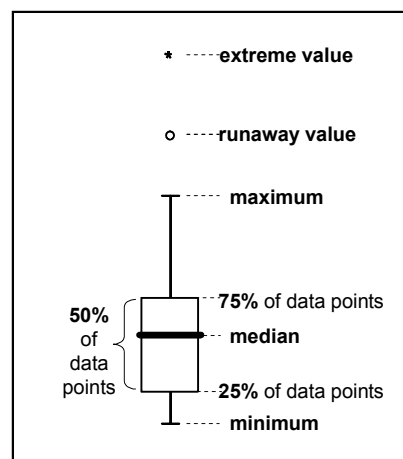 * extreme value
runaway value
maximum
75% of data points
50%
of
data
points
median
25% of data points
minimum